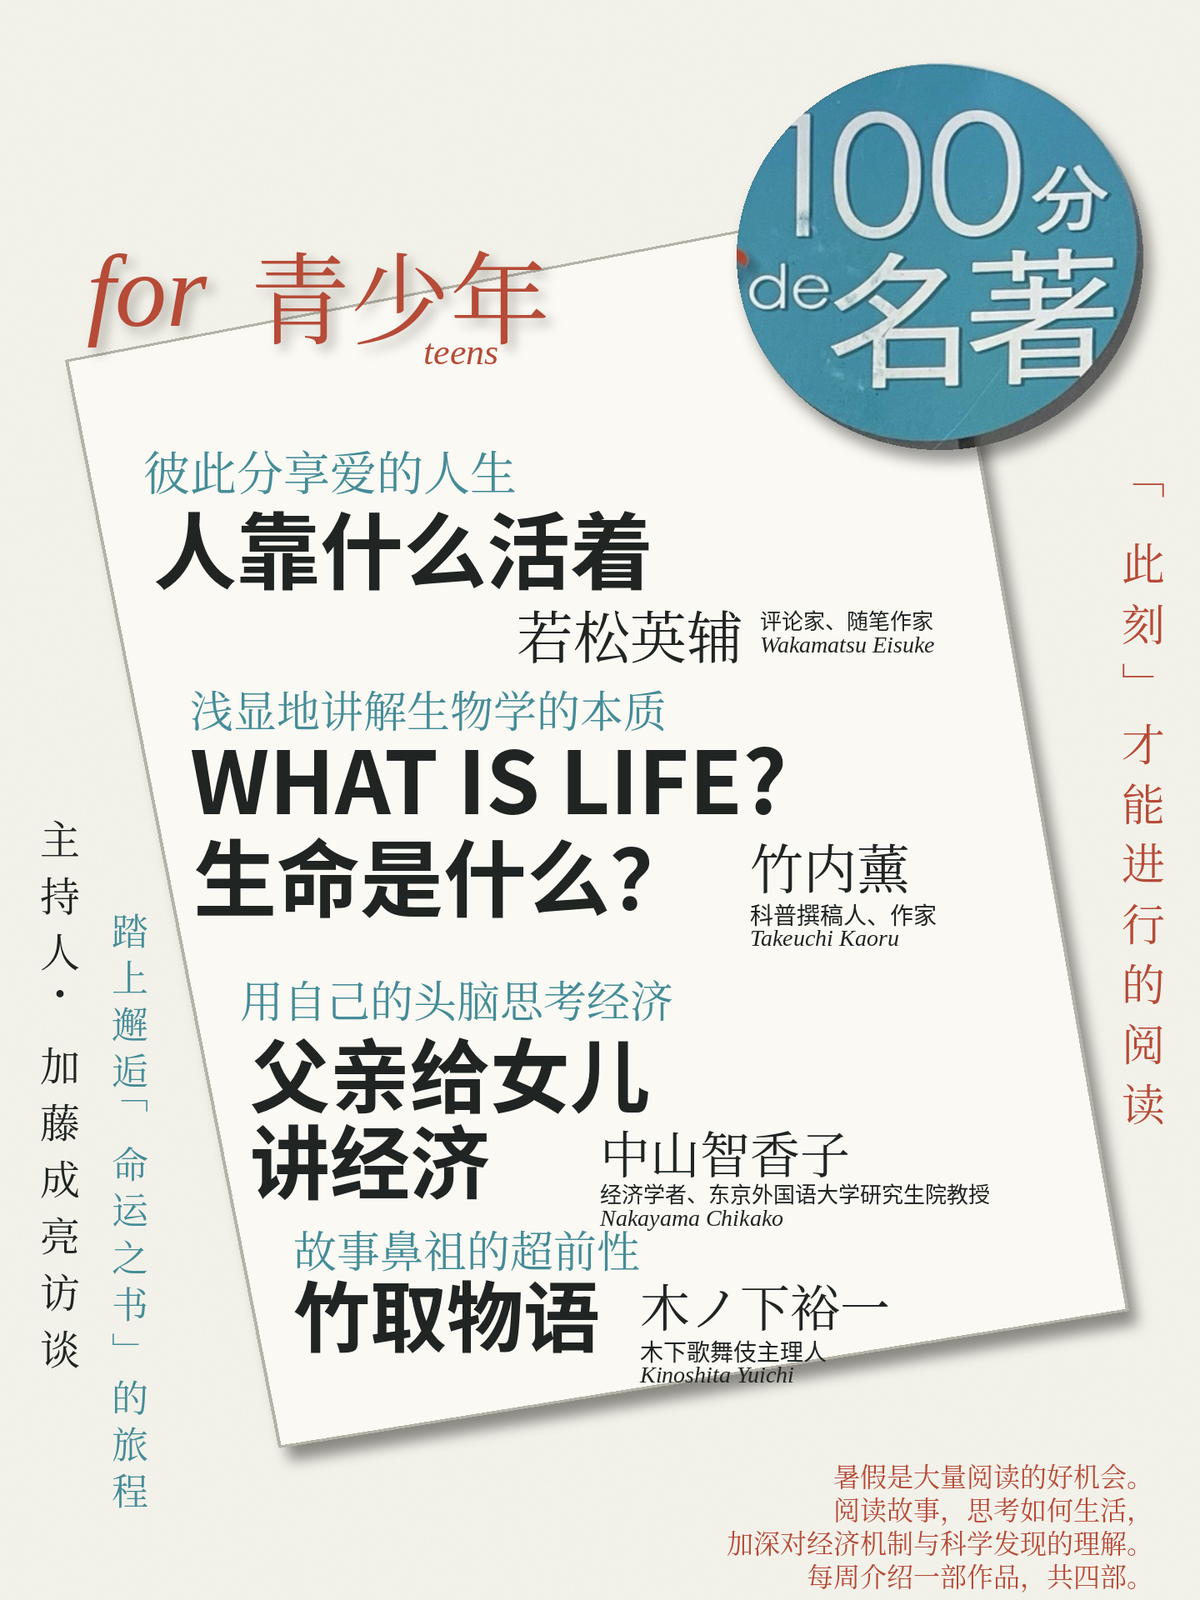 100分
de名著
for 青少年
teens
彼此分享爱的人生
人靠什么活着
若松英辅 评论家、随笔作家
Wakamatsu Eisuke
浅显地讲解生物学的本质
WHAT IS LIFE?
生命是什么?
竹内薰
科普撰稿人、作家
Takeuchi Kaoru
用自己的头脑思考经济
父亲给女儿
讲经济
中山智香子
经济学者、东京外国语大学研究生院教授
Nakayama Chikako
故事鼻祖的超前性
竹取物语
木ノ下裕一
木下歌舞伎主理人
Kinoshita Yuichi
「此刻」才能进行的阅读
踏上邂逅「命运之书」的旅程
主持人・加藤成亮访谈
暑假是大量阅读的好机会。
阅读故事，思考如何生活，
加深对经济机制与科学发现的理解。
每周介绍一部作品，共四部。